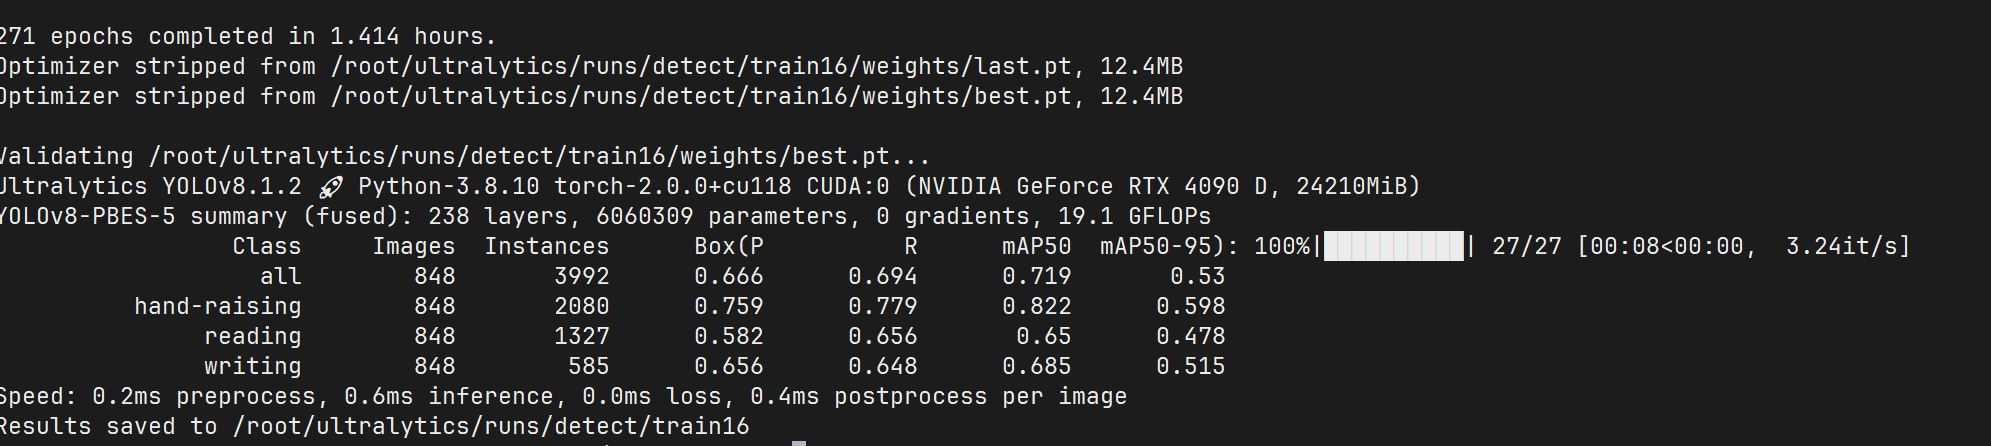 271 epochs completed in 1.414 hours.
Optimizer stripped from /root/ultralytics/runs/detect/train16/weights/last.pt, 12.4MB
Optimizer stripped from /root/ultralytics/runs/detect/train16/weights/best.pt, 12.4MB
Validating /root/ultralytics/runs/detect/train16/weights/best.pt...
Ultralytics YOLOv8.1.2 🚀 Python-3.8.10 torch-2.0.0+cu118 CUDA:0 (NVIDIA GeForce RTX 4090 D, 24210MiB)
YOLOv8-PBES-5 summary (fused): 238 layers, 6060309 parameters, 0 gradients, 19.1 GFLOPs
Class Images Instances Box(P R mAP50 mAP50-95): 100%|██████████| 27/27 [00:08<00:00, 3.24it/s]
all 848 3992 0.666 0.694 0.719 0.53
hand-raising 848 2080 0.759 0.779 0.822 0.598
reading 848 1327 0.582 0.656 0.65 0.478
writing 848 585 0.656 0.648 0.685 0.515
Speed: 0.2ms preprocess, 0.6ms inference, 0.0ms loss, 0.4ms postprocess per image
Results saved to /root/ultralytics/runs/detect/train16